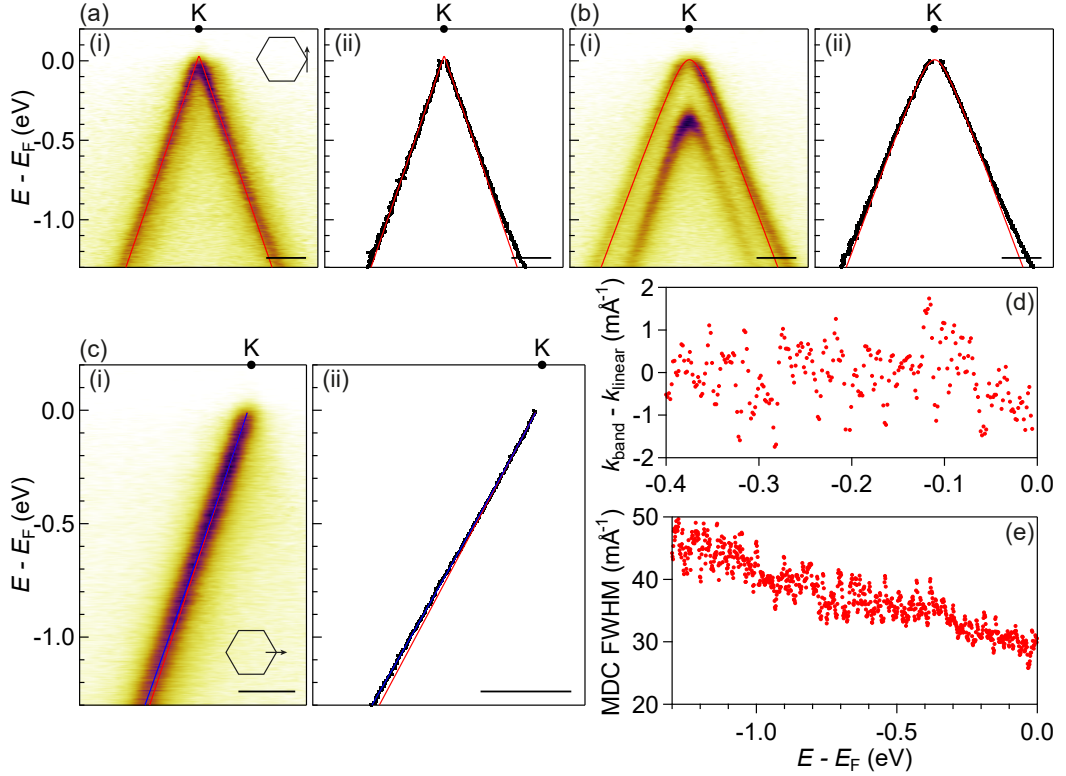 K
K
(a)
(i)
(ii)
(b)
(i)
(ii)
0.0
-0.5
-1.0
E - E_F (eV)
K
K
(c)
(i)
(ii)
0.0
-0.5
-1.0
E - E_F (eV)
(d)
2
1
0
-1
-2
k_band - k_linear (mÅ⁻¹)
-0.4
-0.3
-0.2
-0.1
0.0
(e)
50
40
30
20
MDC FWHM (mÅ⁻¹)
-1.0
-0.5
0.0
E - E_F (eV)